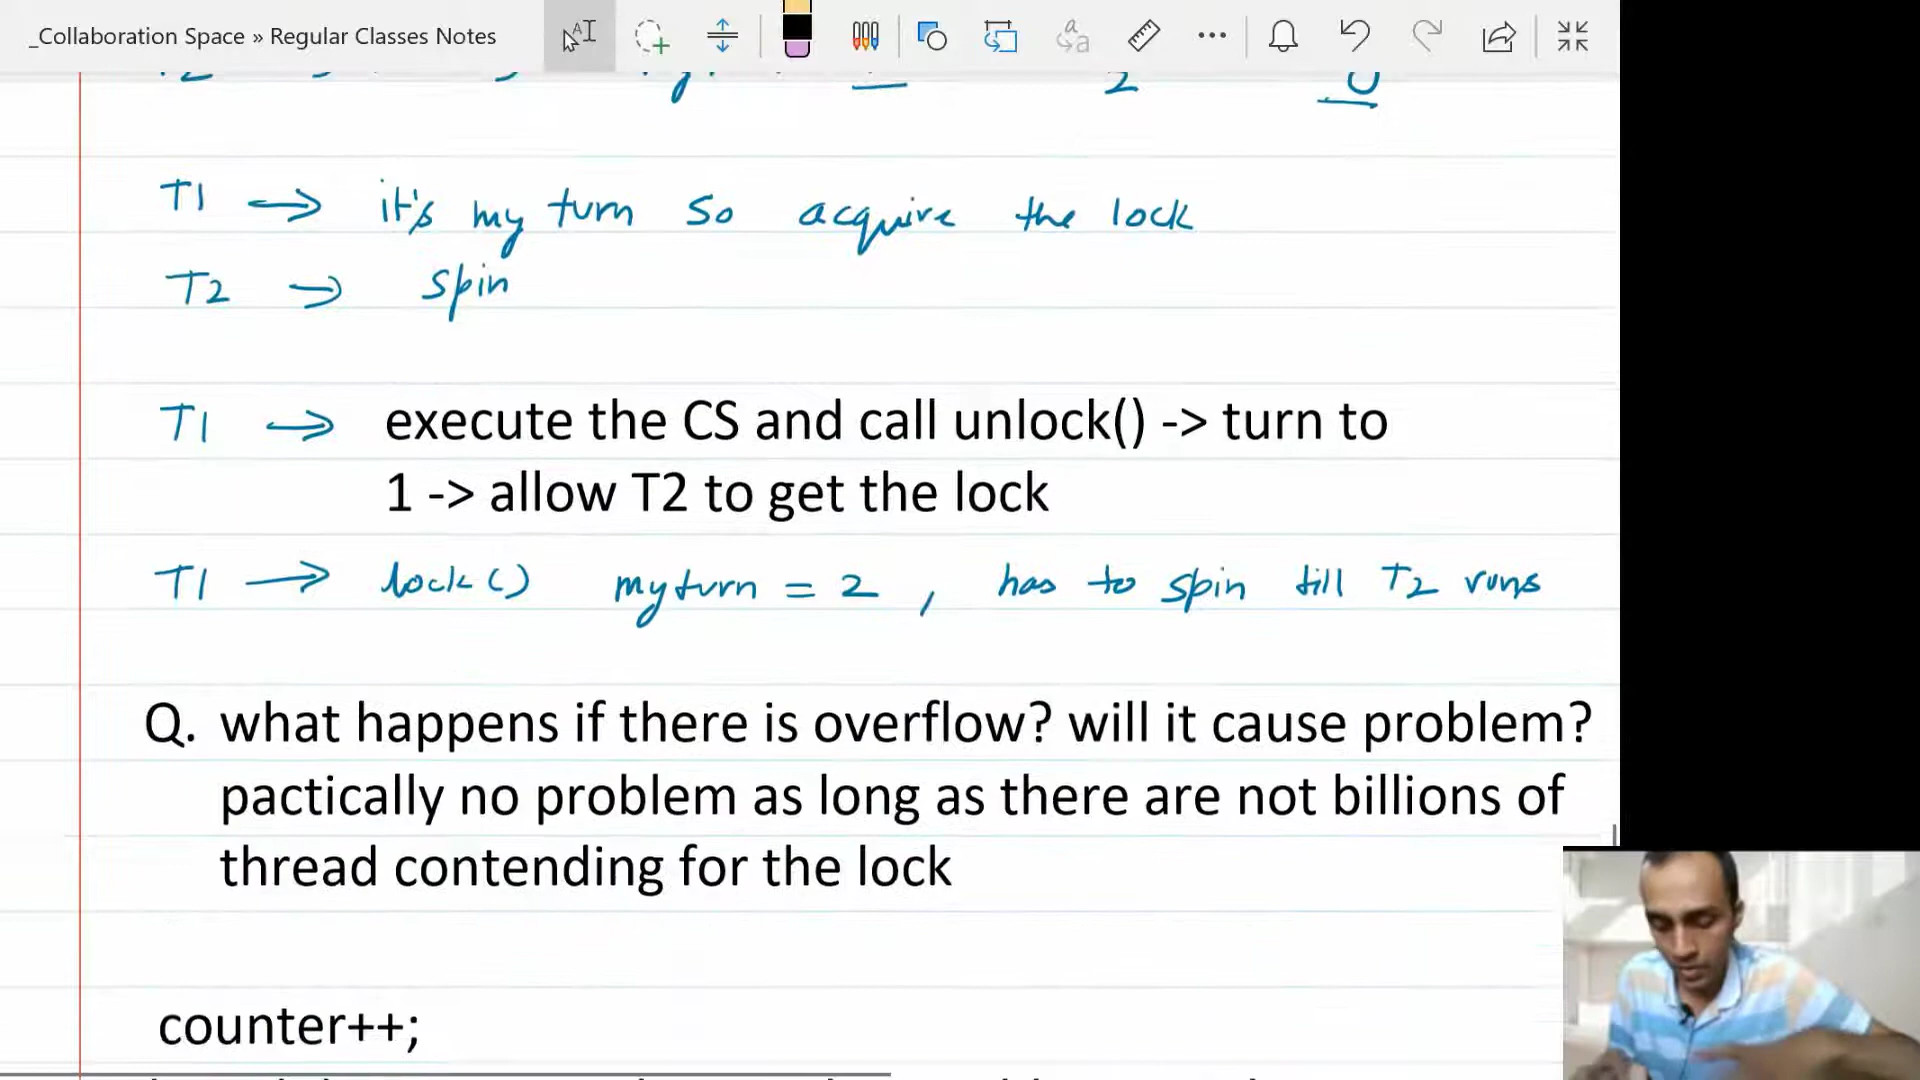 _Collaboration Space » Regular Classes Notes
2 0
T1 → it's my turn so acquire the lock
T2 → spin
T1 → execute the CS and call unlock() -> turn to
1 -> allow T2 to get the lock
T1 → lock() myturn = 2, has to spin till T2 runs
Q. what happens if there is overflow? will it cause problem?
pactically no problem as long as there are not billions of
thread contending for the lock
counter++;